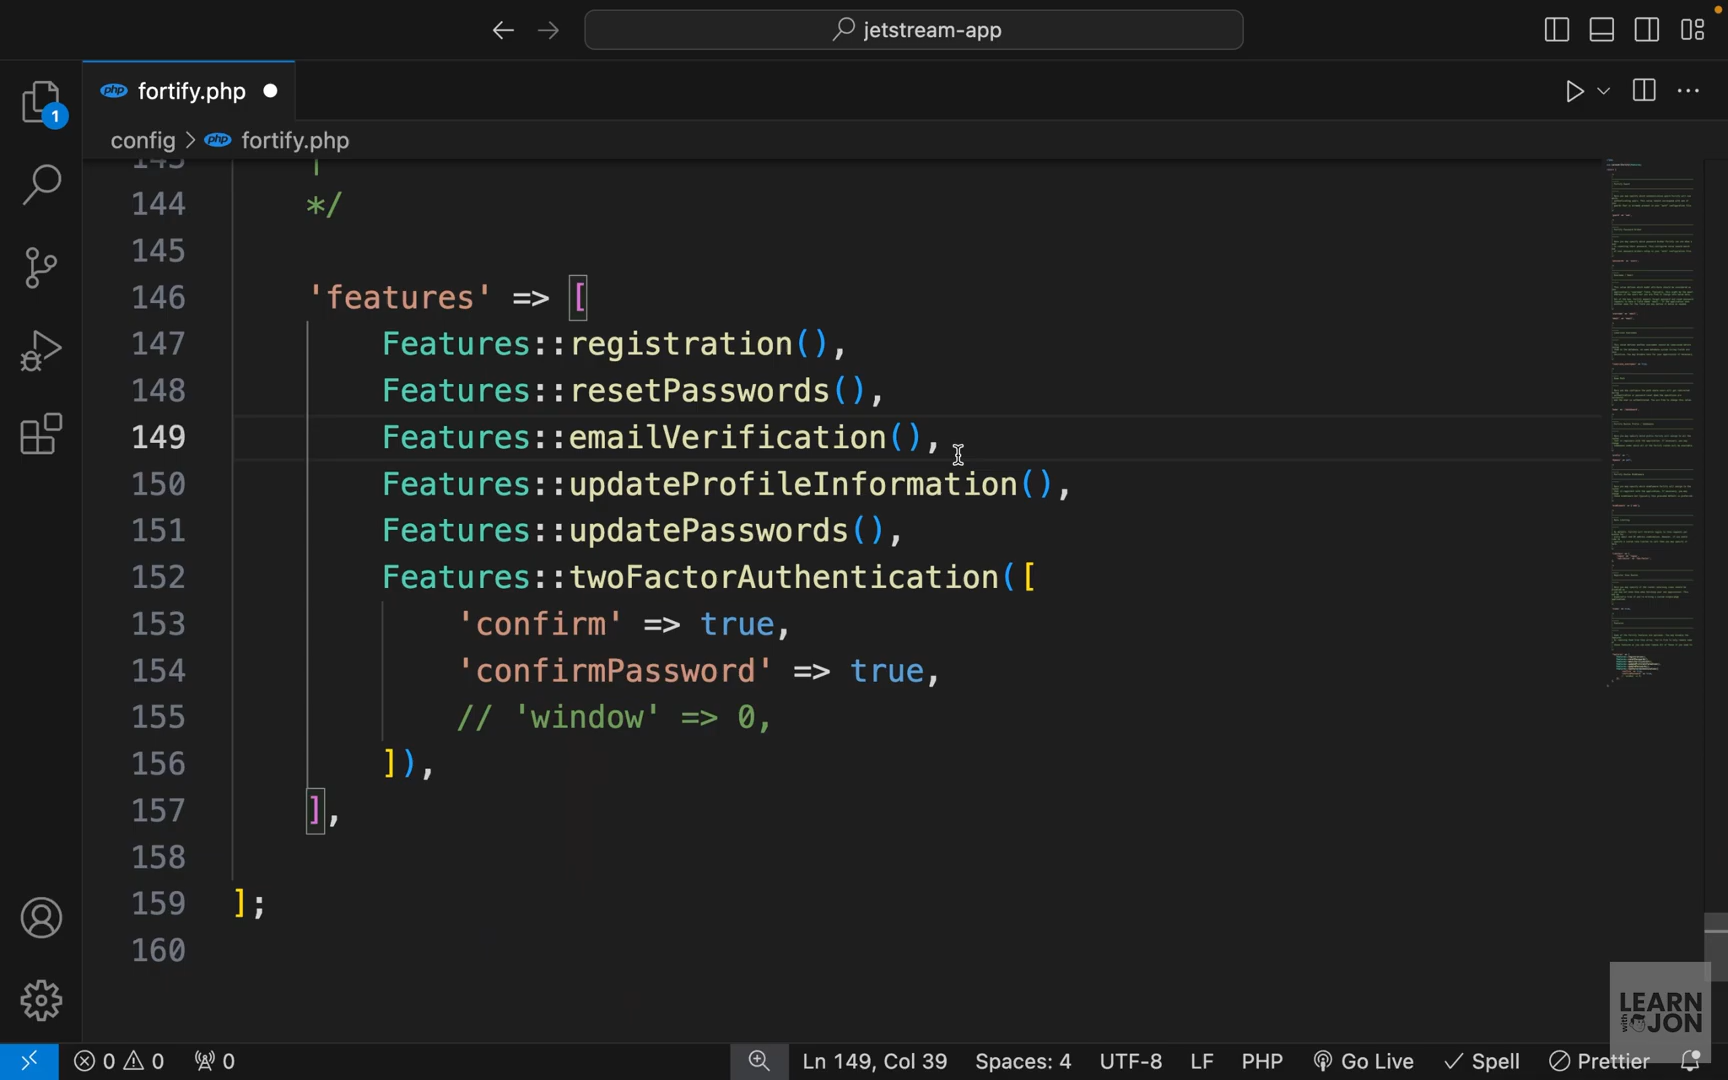 jetstream-app
fortify.php
1
config > fortify.php
143 |
144 */
145
146 'features' => [
147 Features::registration(),
148 Features::resetPasswords(),
149 Features::emailVerification(),
150 Features::updateProfileInformation(),
151 Features::updatePasswords(),
152 Features::twoFactorAuthentication([
153 'confirm' => true,
154 'confirmPassword' => true,
155 // 'window' => 0,
156 ]),
157 ],
158
159 ];
160
LEARN
with JON
0 0 0 Ln 149, Col 39 Spaces: 4 UTF-8 LF PHP Go Live Spell Prettier